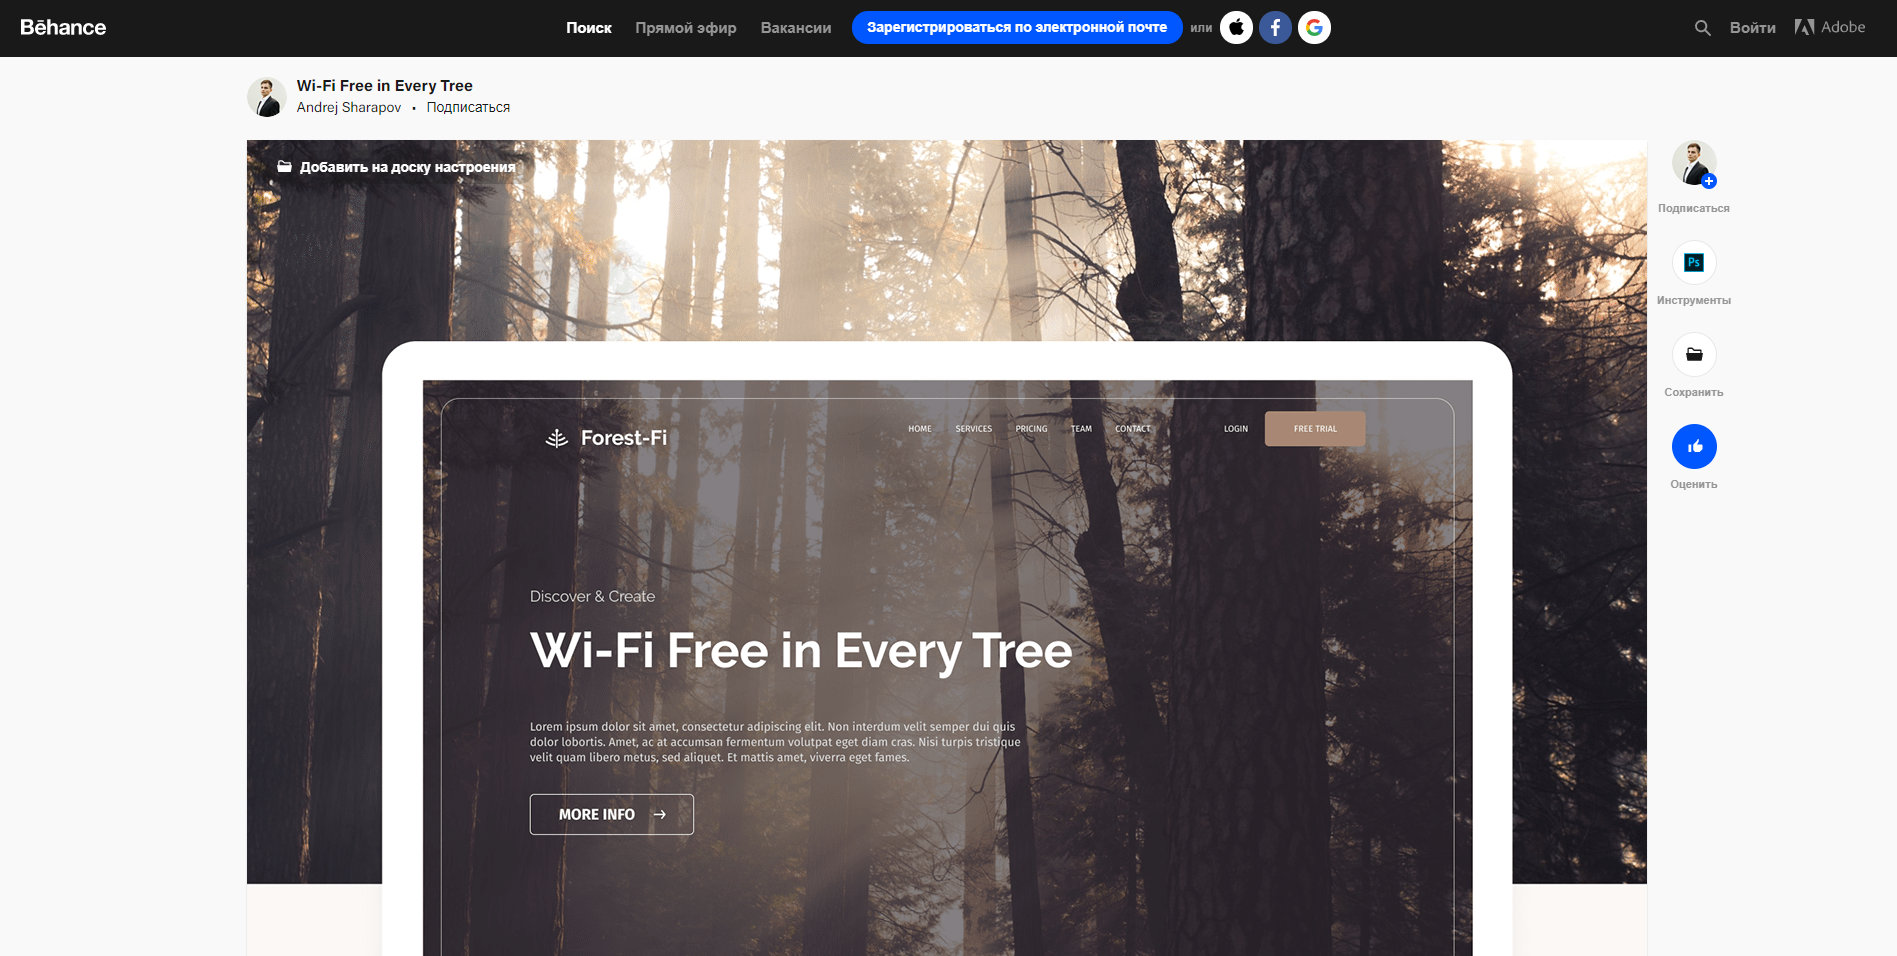 Bēhance
Поиск Прямой эфир Вакансии Зарегистрироваться по электронной почте или
Войти Adobe
Wi-Fi Free in Every Tree
Andrej Sharapov • Подписаться
Добавить на доску настроения
Подписаться
Ps
Инструменты
Сохранить
Оценить
Forest-Fi
HOME SERVICES PRICING TEAM CONTACT LOGIN FREE TRIAL
Discover & Create
Wi-Fi Free in Every Tree
Lorem ipsum dolor sit amet, consectetur adipiscing elit. Non interdum velit semper dui quis
dolor lobortis. Amet, ac at accumsan fermentum volutpat eget diam cras. Nisi turpis tristique
velit quam libero metus, sed aliquet. Et mattis amet, viverra eget fames.
MORE INFO →